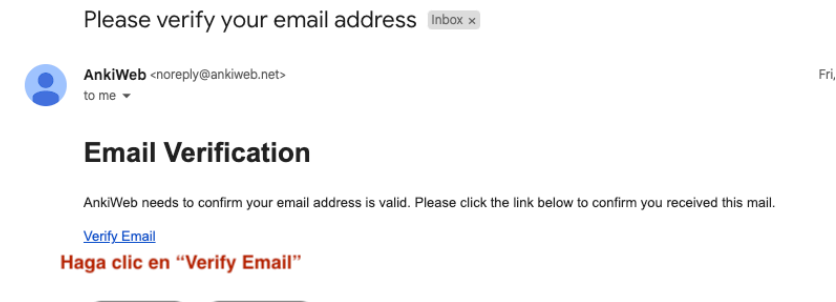 Please verify your email address Inbox ×
AnkiWeb <noreply@ankiweb.net> Fri,
to me
Email Verification
AnkiWeb needs to confirm your email address is valid. Please click the link below to confirm you received this mail.
Verify Email
Haga clic en “Verify Email”